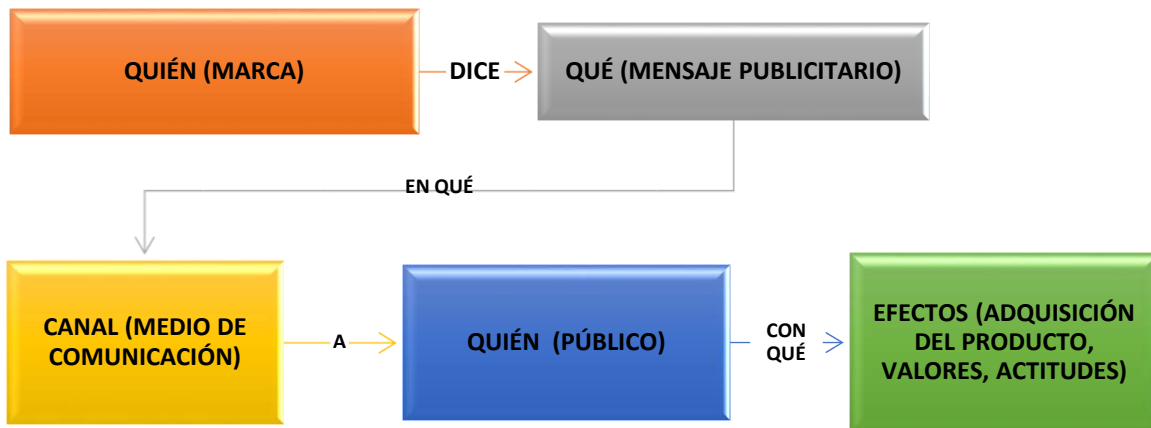 QUIÉN (MARCA)
DICE
QUÉ (MENSAJE PUBLICITARIO)
EN QUÉ
CANAL (MEDIO DE
COMUNICACIÓN)
A
QUIÉN (PÚBLICO)
CON
QUÉ
EFECTOS (ADQUISICIÓN
DEL PRODUCTO,
VALORES, ACTITUDES)